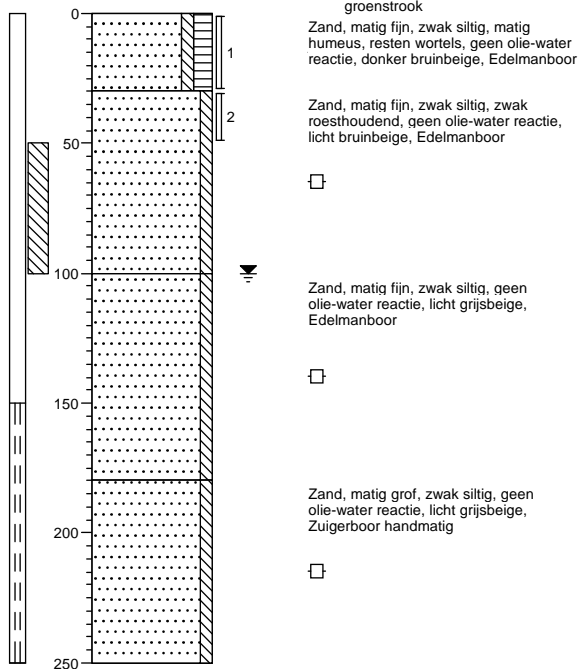 groenstrook
0
Zand, matig fijn, zwak siltig, matig
humeus, resten wortels, geen olie-water
reactie, donker bruinbeige, Edelmanboor
1
Zand, matig fijn, zwak siltig, zwak
roesthoudend, geen olie-water reactie,
licht bruinbeige, Edelmanboor
2
50
100
Zand, matig fijn, zwak siltig, geen
olie-water reactie, licht grijsbeige,
Edelmanboor
150
Zand, matig grof, zwak siltig, geen
olie-water reactie, licht grijsbeige,
Zuigerboor handmatig
200
250